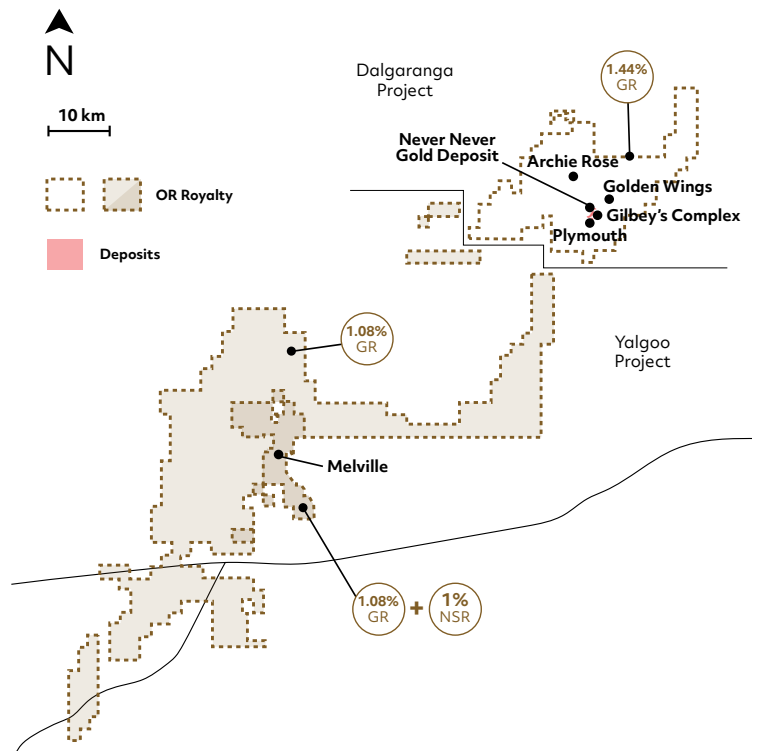 N
10 km
OR Royalty
Deposits
Dalgaranga
Project
1.44%
GR
Never Never
Gold Deposit
Archie Rose
Golden Wings
Gilbey's Complex
Plymouth
1.08%
GR
Yalgoo
Project
Melville
1.08%
GR
+
1%
NSR